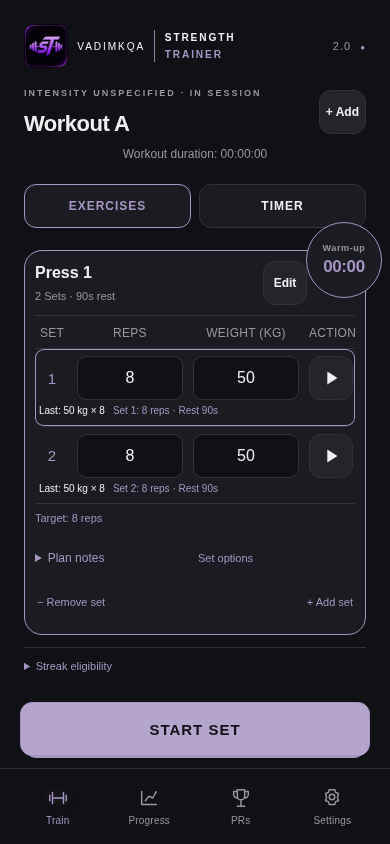 ST
VADIMKQA
STRENGTH
TRAINER
2.0 •
INTENSITY UNSPECIFIED · IN SESSION
Workout A
+ Add
Workout duration: 00:00:00
EXERCISES
TIMER
Warm-up
00:00
Press 1
2 Sets · 90s rest
Edit
SET REPS WEIGHT (KG) ACTION
1 8 50
Last: 50 kg × 8 Set 1: 8 reps · Rest 90s
2 8 50
Last: 50 kg × 8 Set 2: 8 reps · Rest 90s
Target: 8 reps
Plan notes
Set options
− Remove set
+ Add set
Streak eligibility
START SET
Train Progress PRs Settings